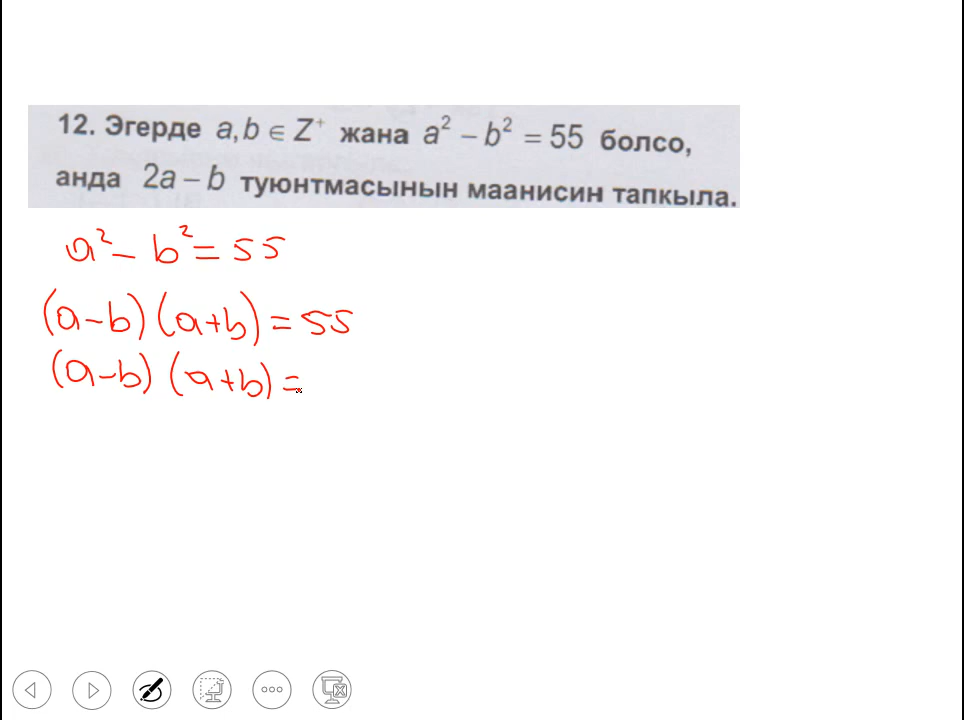 12. Эгерде a, b ∈ Z⁺ жана a² – b² = 55 болсо,
анда 2a – b туюнтмасынын маанисин тапкыла.
a² – b² = 55
(a – b) (a + b) = 55
(a – b) (a + b) =